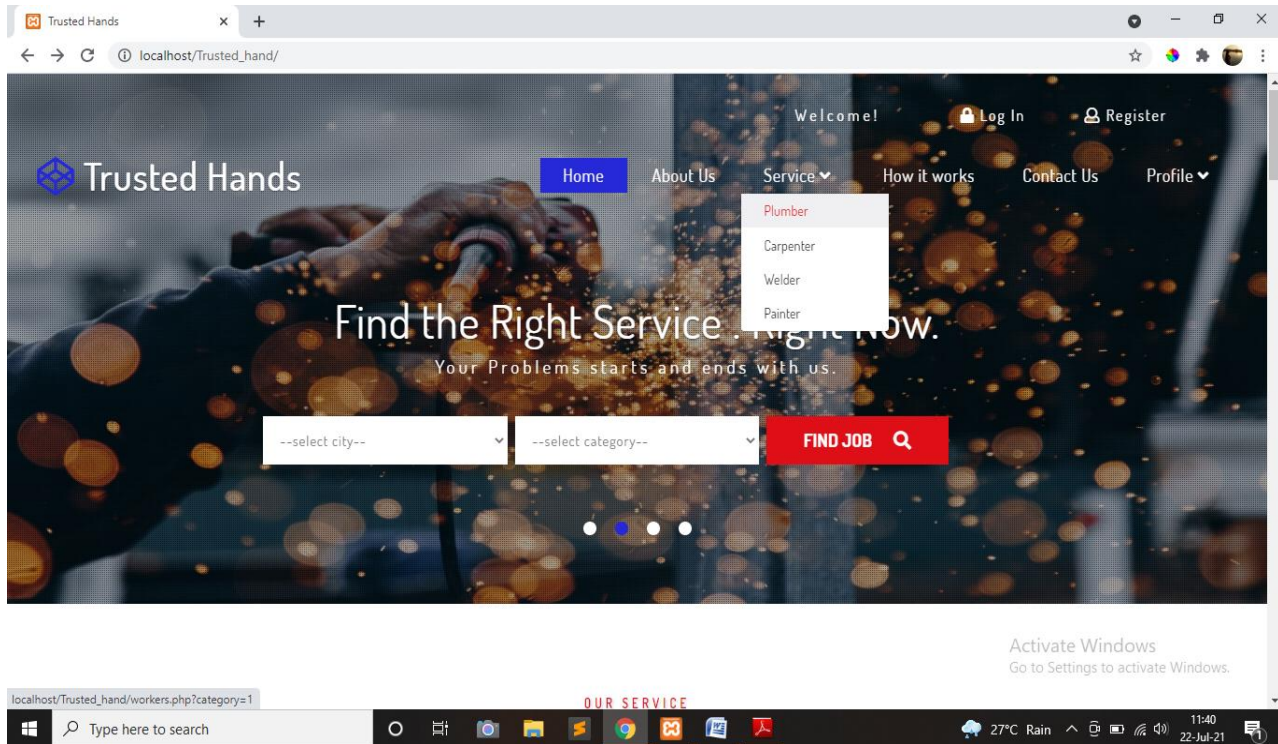 Trusted Hands
localhost/Trusted_hand/
Welcome! Log In Register
Trusted Hands
Home About Us Service How it works Contact Us Profile
Plumber
Carpenter
Welder
Painter
Find the Right Service . Right Now.
Your Problems starts and ends with us.
--select city-- --select category-- FIND JOB
Activate Windows
Go to Settings to activate Windows.
localhost/Trusted_hand/workers.php?category=1
OUR SERVICE
Type here to search
27°C Rain
11:40
22-Jul-21
1